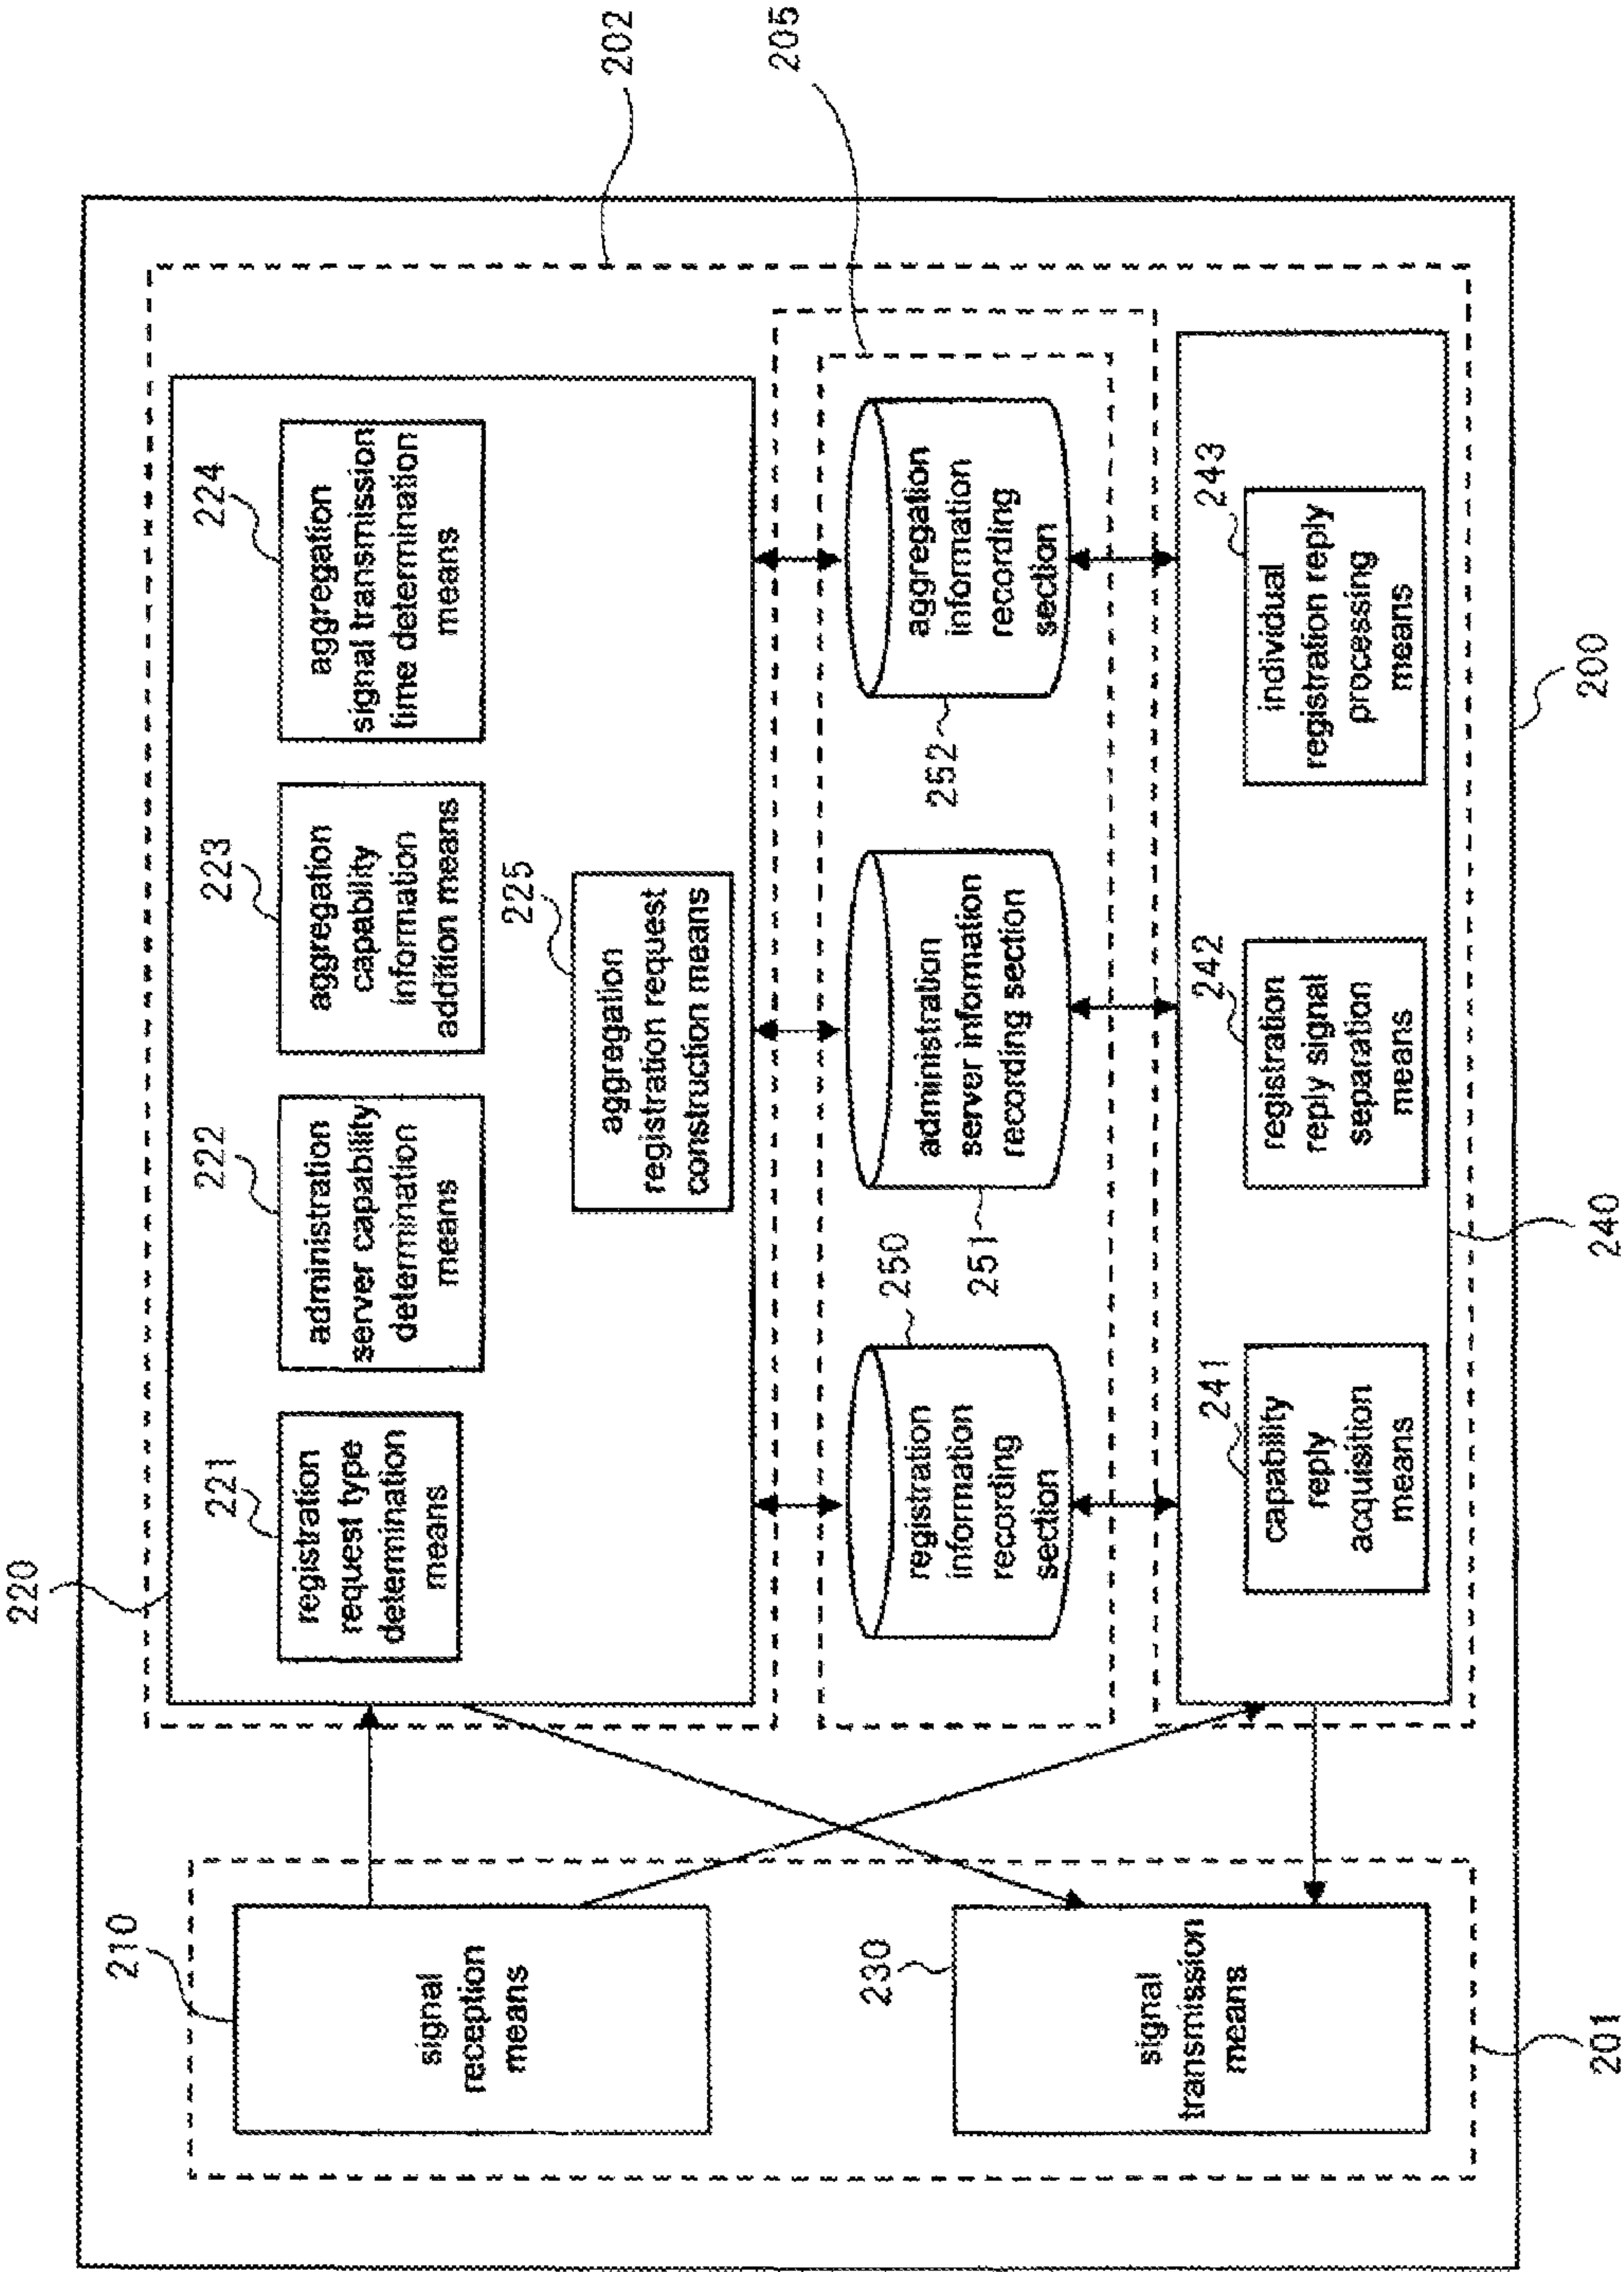 220
202
205
221
registration
request type
determination
means
222
administration
server capability
determination
means
223
aggregation
capability
information
addition means
224
aggregation
signal transmission
time determination
means
225
aggregation
registration request
construction means
210
signal
reception
means
230
signal
transmission
means
250
registration
information
recording
section
251
administration
server information
recording section
252
aggregation
information
recording
section
241
capability
reply
acquisition
means
242
registration
reply signal
separation
means
243
individual
registration reply
processing
means
201
240
200